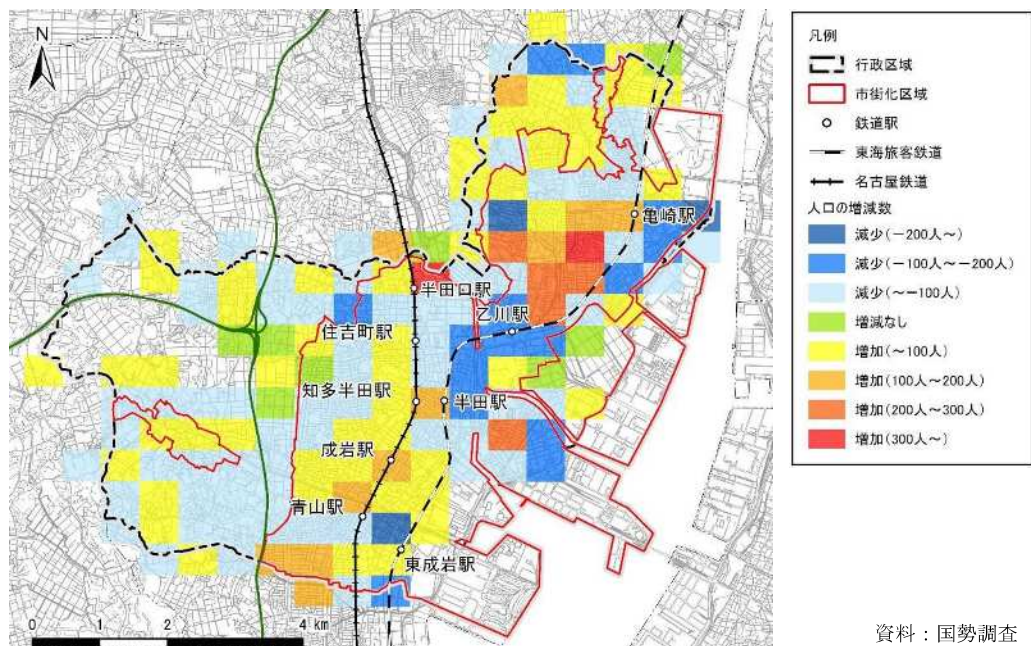 N
亀崎駅
半田口駅
乙川駅
住吉町駅
知多半田駅
半田駅
成岩駅
青山駅
東成岩駅
0 1 2 4 km
凡例
行政区域
市街化区域
鉄道駅
東海旅客鉄道
名古屋鉄道
人口の増減数
減少(-200人~)
減少(-100人~-200人)
減少(~-100人)
増減なし
増加(~100人)
増加(100人~200人)
増加(200人~300人)
増加(300人~)
資料:国勢調査